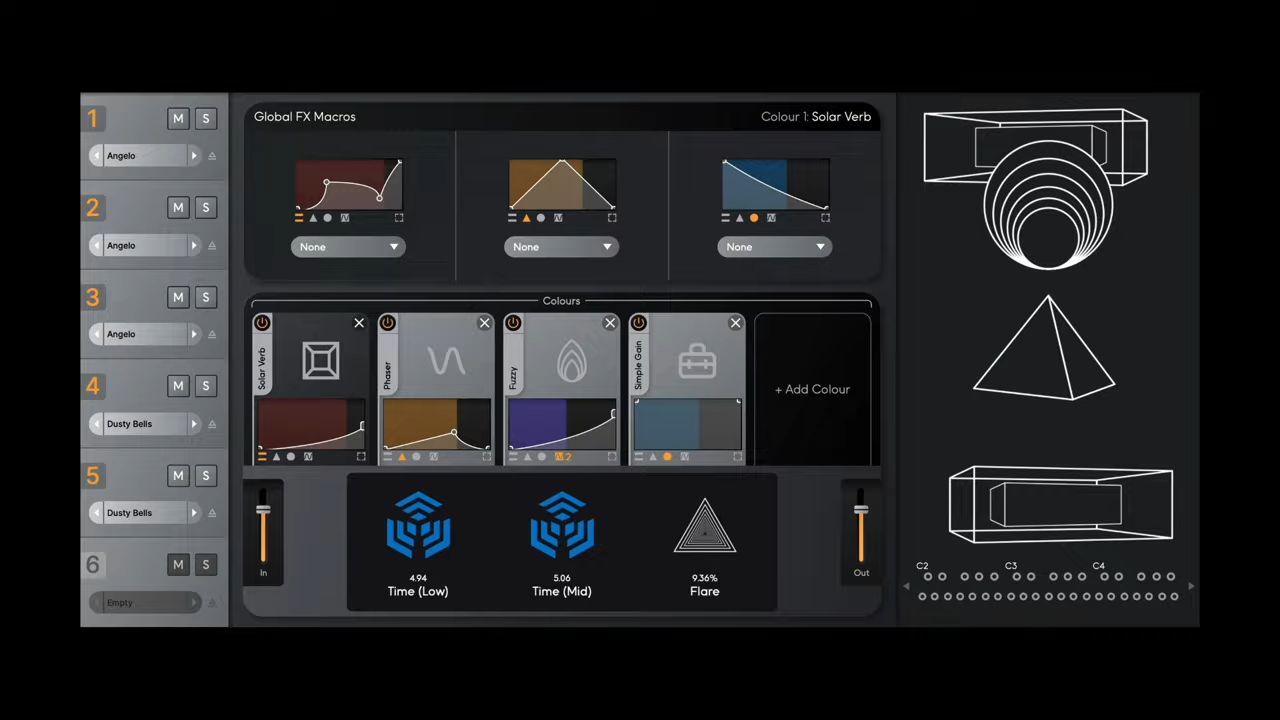 1 M S
Angelo
2 M S
Angelo
3 M S
Angelo
4 M S
Dusty Bells
5 M S
Dusty Bells
6 M S
Empty
Global FX Macros
Colour 1: Solar Verb
None
None
None
Colours
Solar Verb
Phaser
Fuzzy
2
Simple Gain
+ Add Colour
In
4.94
Time (Low)
5.06
Time (Mid)
9.36%
Flare
Out
C2 C3 C4